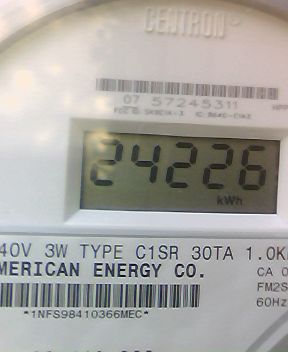 CENTRON
07 57245311
24226
kWh
40V 3W TYPE C1SR 30TA 1.0K
MERICAN ENERGY CO.
CA 0
FM2S
60Hz
*1NFS98410366MEC*